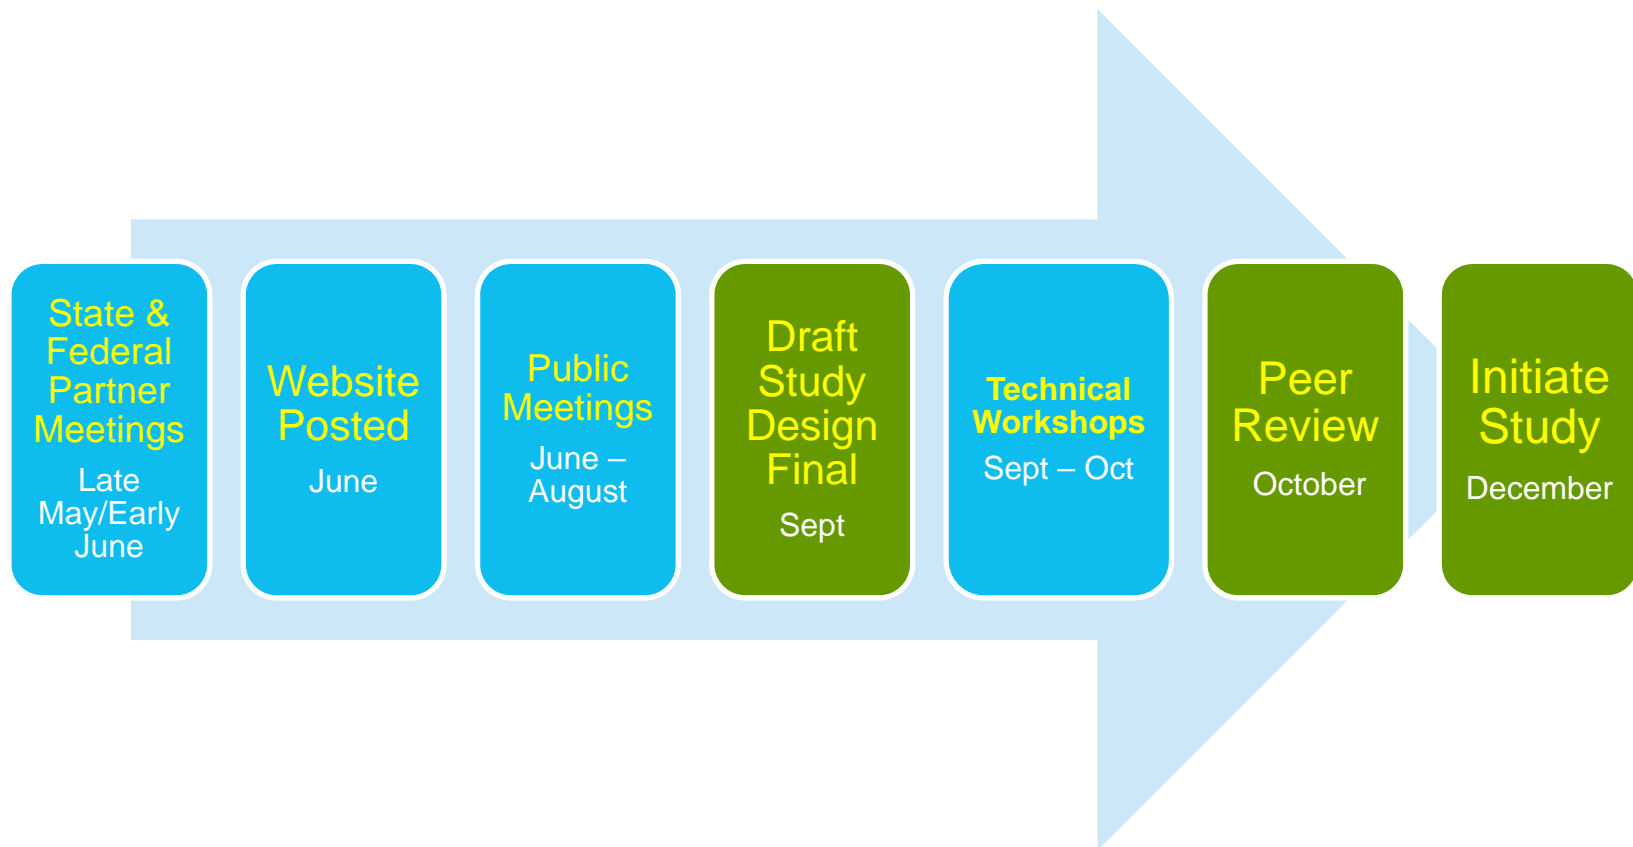 State &
Federal
Partner
Meetings
Late
May/Early
June
Website
Posted
June
Public
Meetings
June –
August
Draft
Study
Design
Final
Sept
Technical
Workshops
Sept – Oct
Peer
Review
October
Initiate
Study
December